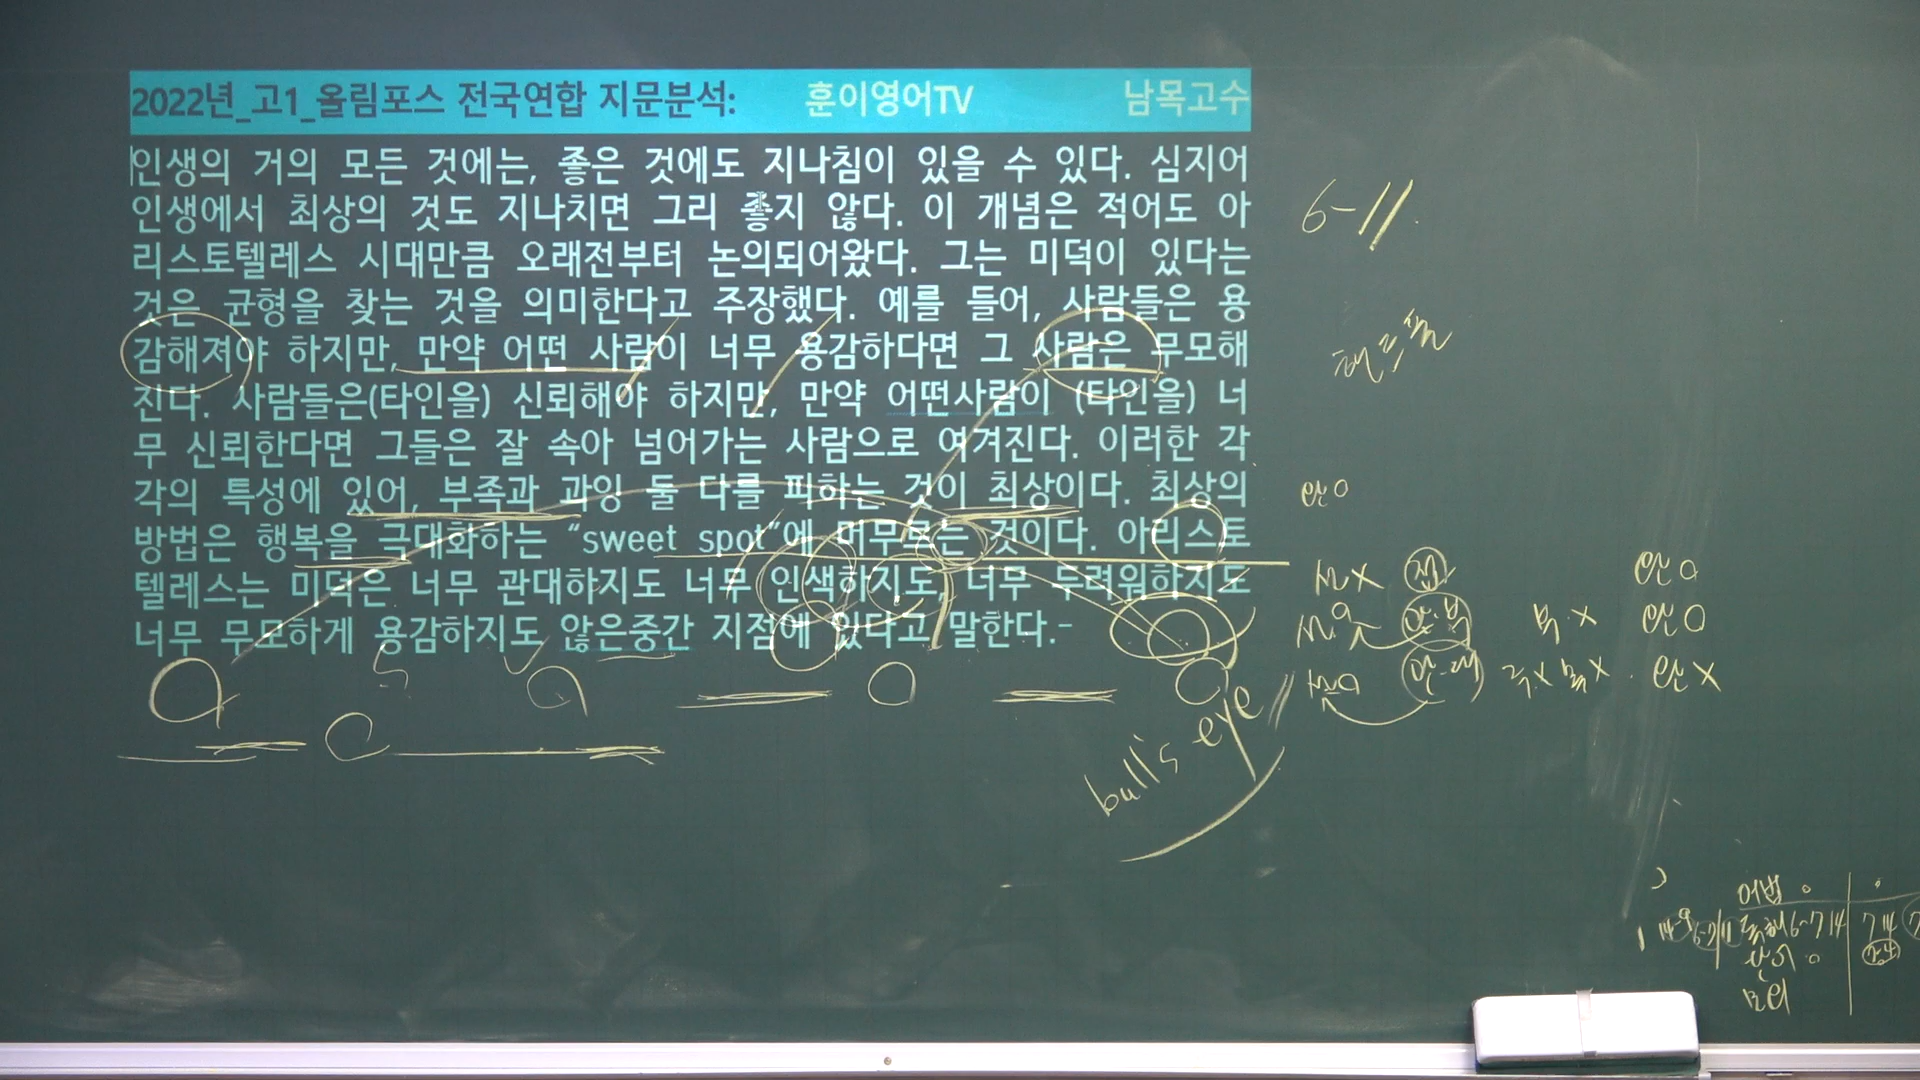 2022년_고1_올림포스 전국연합 지문분석: 훈이영어TV 남목고수
인생의 거의 모든 것에는, 좋은 것에도 지나침이 있을 수 있다. 심지어
인생에서 최상의 것도 지나치면 그리 좋지 않다. 이 개념은 적어도 아
리스토텔레스 시대만큼 오래전부터 논의되어왔다. 그는 미덕이 있다는
것은 균형을 찾는 것을 의미한다고 주장했다. 예를 들어, 사람들은 용
감해져야 하지만, 만약 어떤 사람이 너무 용감하다면 그 사람은 무모해
진다. 사람들은(타인을) 신뢰해야 하지만, 만약 어떤사람이 (타인을) 너
무 신뢰한다면 그들은 잘 속아 넘어가는 사람으로 여겨진다. 이러한 각
각의 특성에 있어, 부족과 과잉 둘 다를 피하는 것이 최상이다. 최상의
방법은 행복을 극대화하는 “sweet spot”에 머무르는 것이다. 아리스토
텔레스는 미덕은 너무 관대하지도 너무 인색하지도, 너무 두려워하지도
너무 무모하게 용감하지도 않은중간 지점에 있다고 말한다.
6-11.
핸드폰
bull's eye
어법
단어